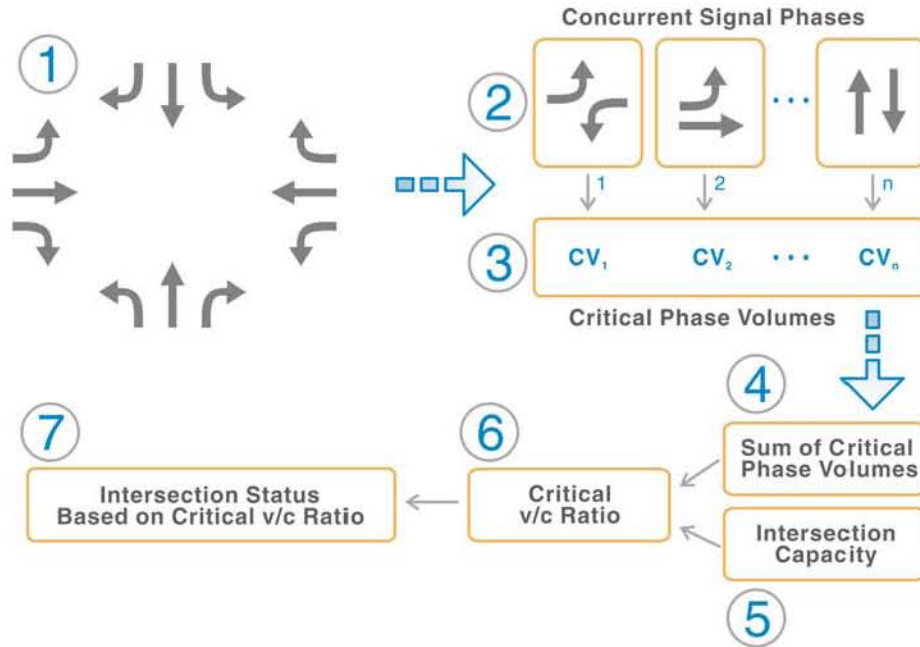 Concurrent Signal Phases
1
2
...
1
2
n
3
CV1
CV2
...
CVn
Critical Phase Volumes
4
7
6
Sum of Critical
Phase Volumes
Intersection Status
Based on Critical v/c Ratio
Critical
v/c Ratio
Intersection
Capacity
5